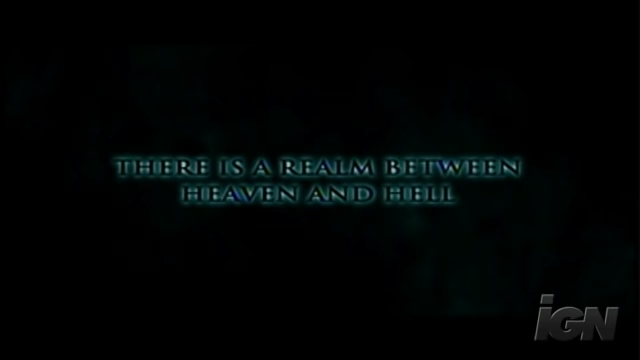 THERE IS A REALM BETWEEN
HEAVEN AND HELL
IGN